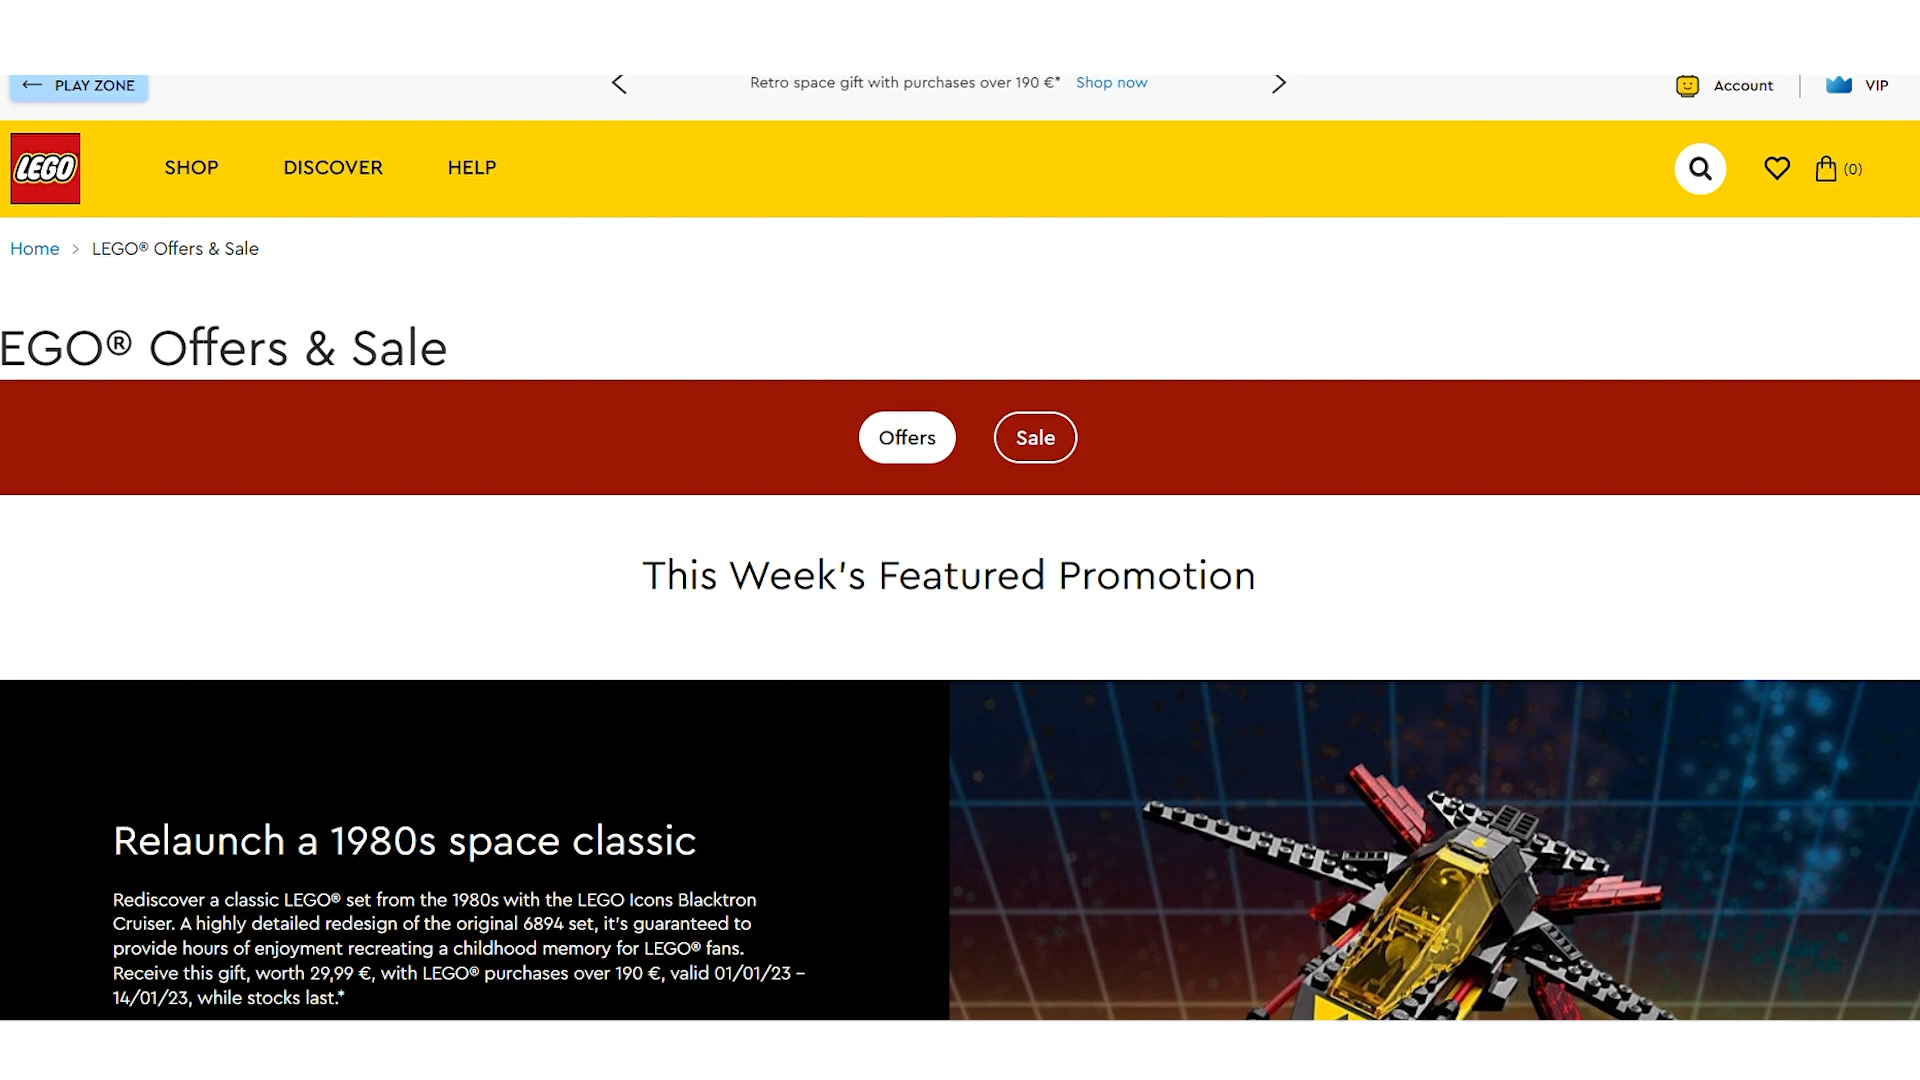 PLAY ZONE
Retro space gift with purchases over 190 €* Shop now
Account
VIP
LEGO
SHOP DISCOVER HELP
(0)
Home > LEGO® Offers & Sale
EGO® Offers & Sale
Offers
Sale
This Week's Featured Promotion
Relaunch a 1980s space classic
Rediscover a classic LEGO® set from the 1980s with the LEGO Icons Blacktron
Cruiser. A highly detailed redesign of the original 6894 set, it's guaranteed to
provide hours of enjoyment recreating a childhood memory for LEGO® fans.
Receive this gift, worth 29,99 €, with LEGO® purchases over 190 €, valid 01/01/23 –
14/01/23, while stocks last.*